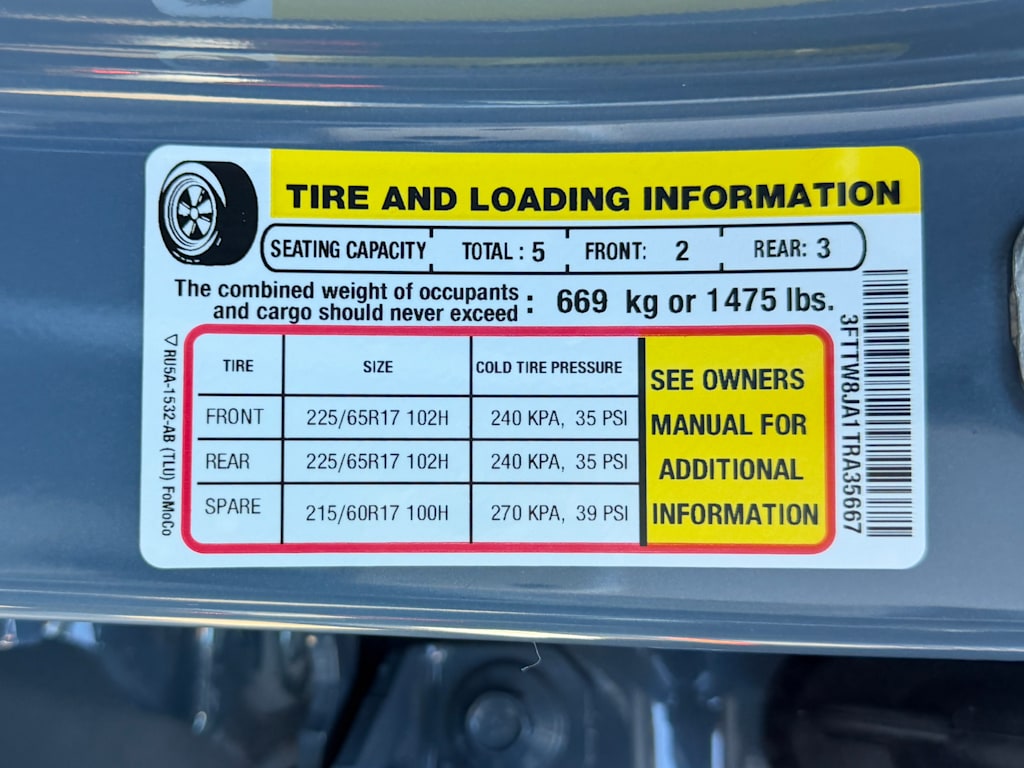 TIRE AND LOADING INFORMATION
SEATING CAPACITY TOTAL : 5 FRONT: 2 REAR: 3
The combined weight of occupants
and cargo should never exceed : 669 kg or 1475 lbs.
TIRE SIZE COLD TIRE PRESSURE
FRONT 225/65R17 102H 240 KPA, 35 PSI
REAR 225/65R17 102H 240 KPA, 35 PSI
SPARE 215/60R17 100H 270 KPA, 39 PSI
SEE OWNERS
MANUAL FOR
ADDITIONAL
INFORMATION
▽RU5A-1532-AB (TLU) FoMoCo
3FTTW8JA1TRA35667